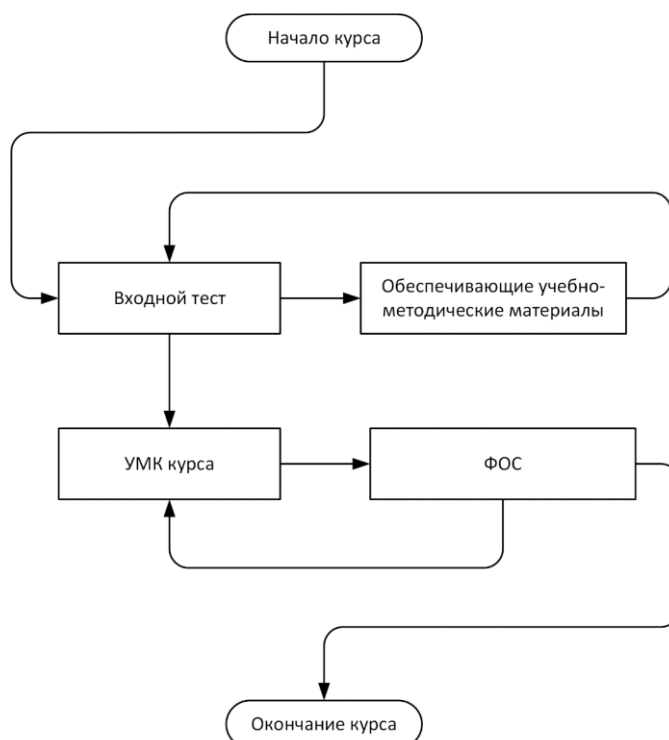 Начало курса
Входной тест
Обеспечивающие учебно-
методические материалы
УМК курса
ФОС
Окончание курса